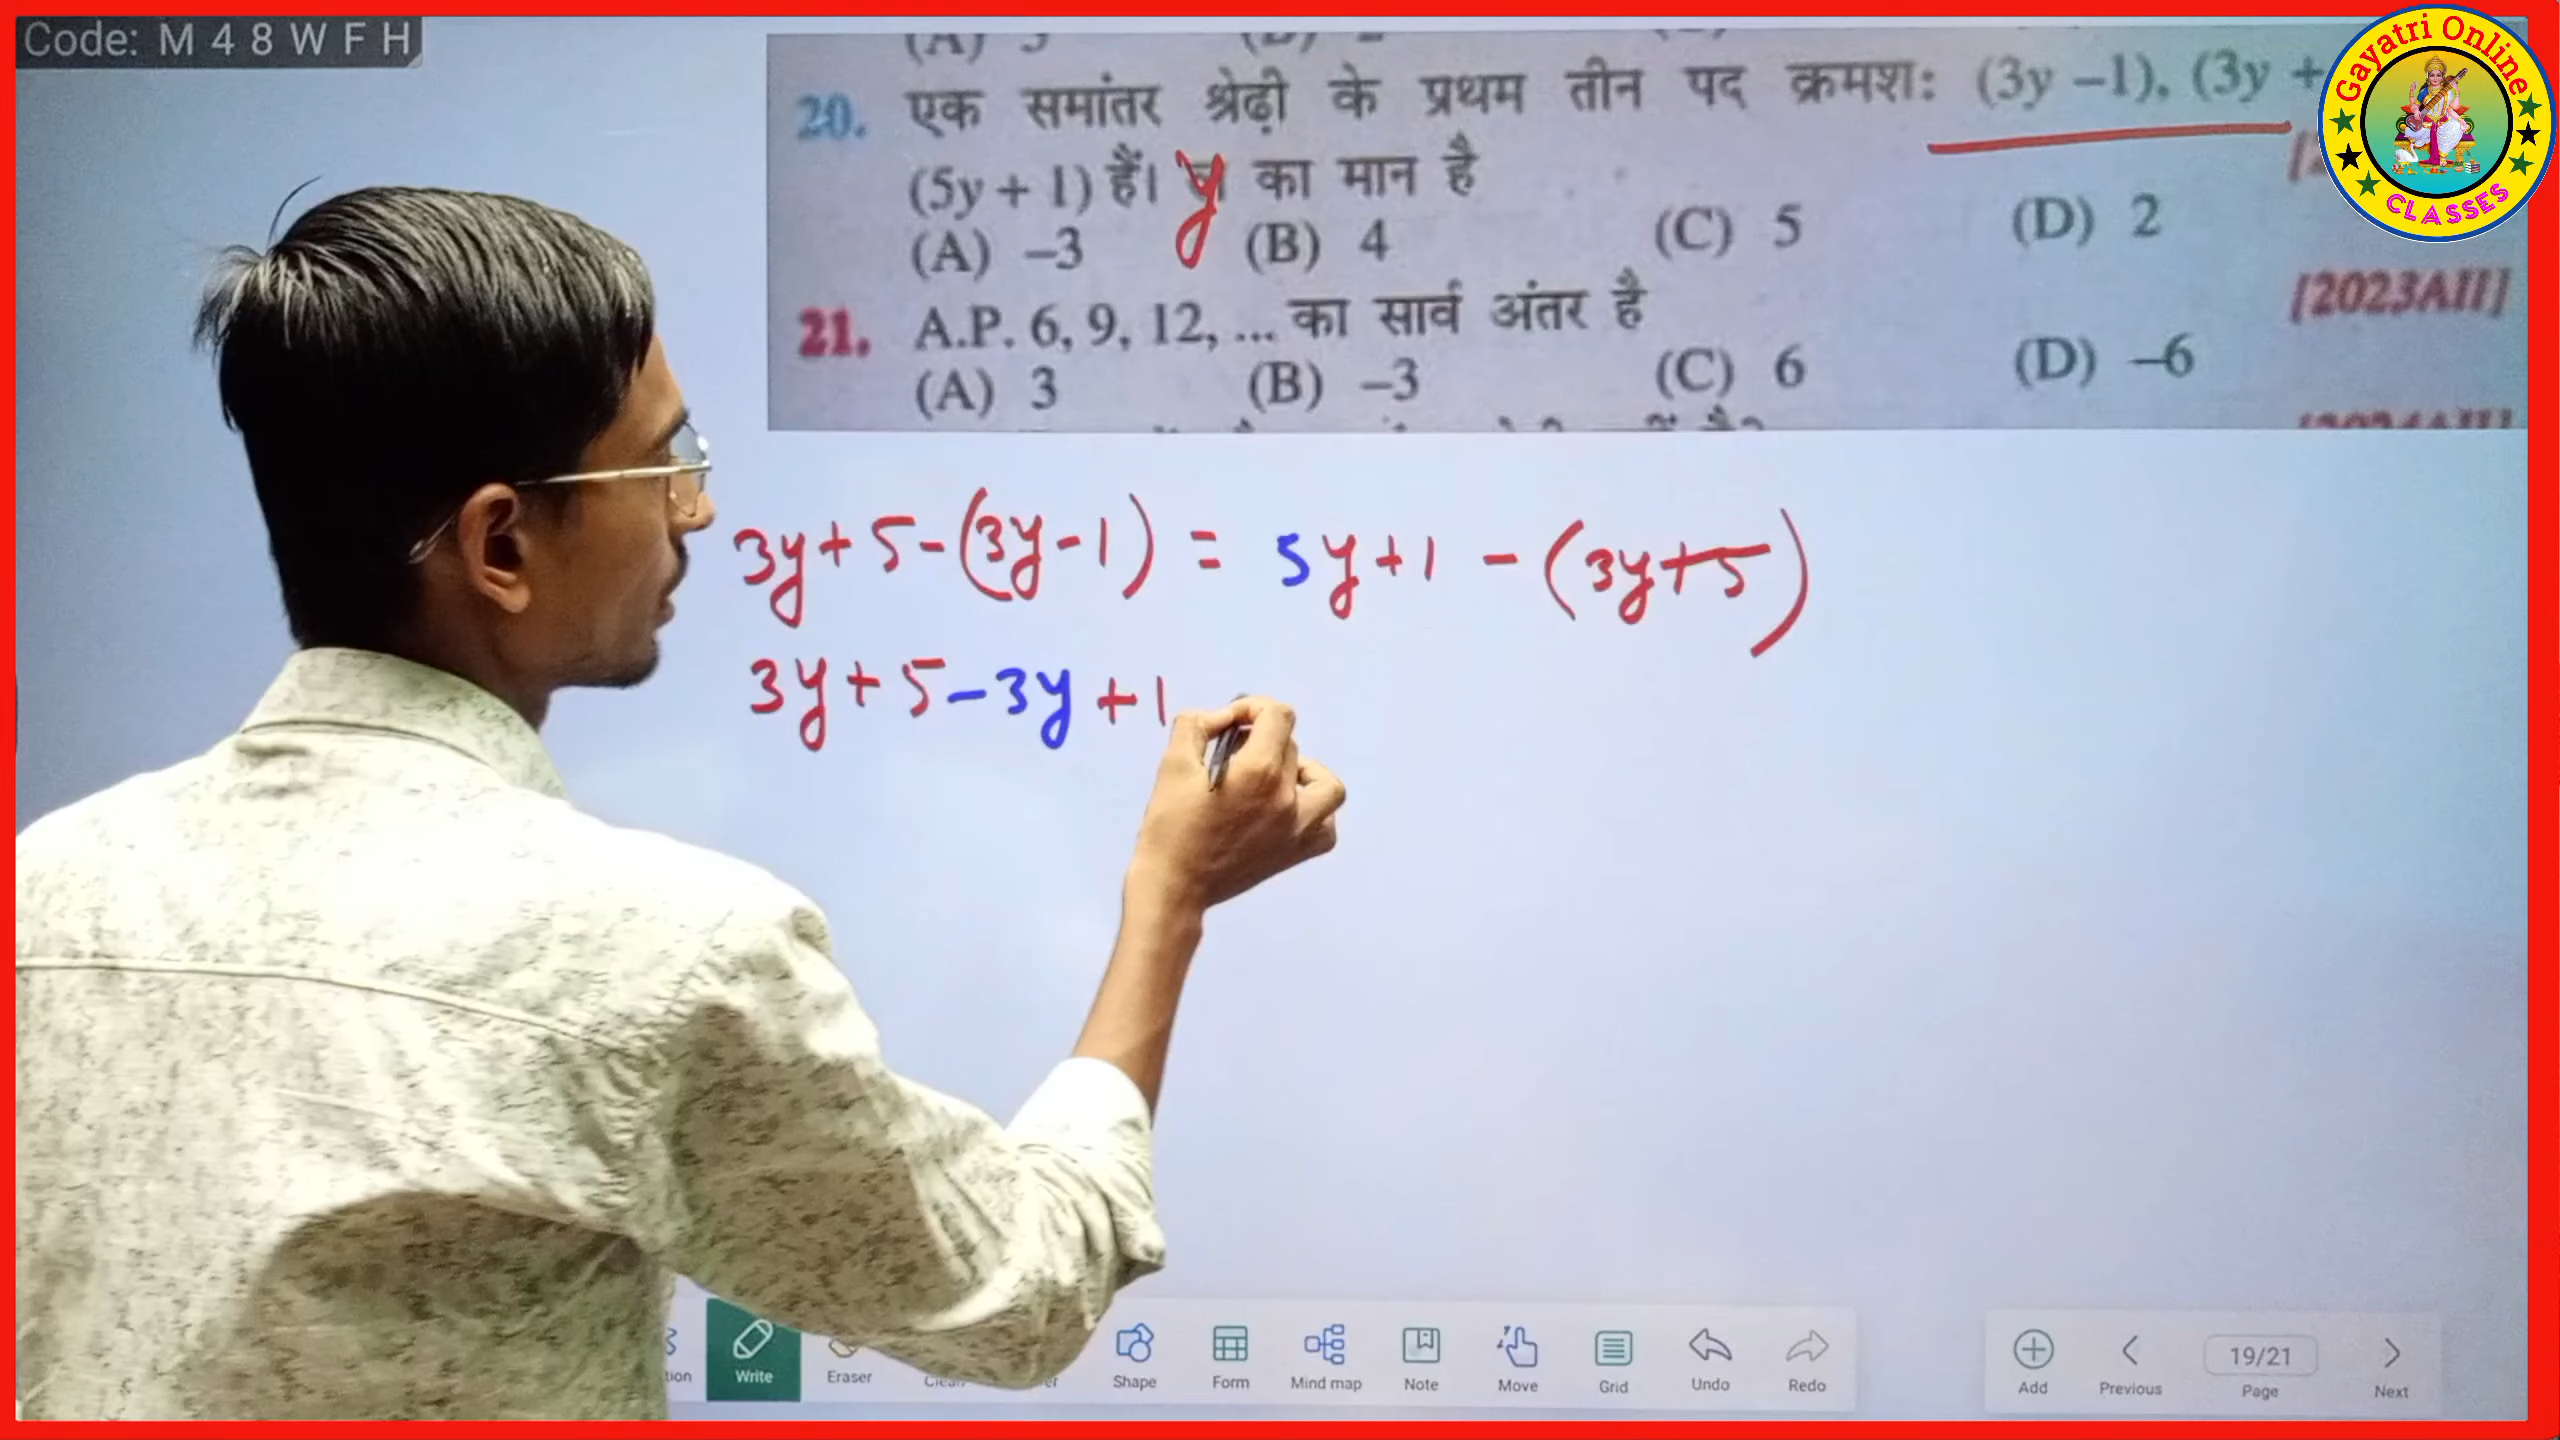 Code: M 4 8 W F H
Gayatri Online
CLASSES
20. एक समांतर श्रेढ़ी के प्रथम तीन पद क्रमशः (3y –1), (3y +
(5y + 1) हैं। y का मान है
(A) –3 (B) 4 (C) 5 (D) 2
[2023AII]
21. A.P. 6, 9, 12, ... का सार्व अंतर है
(A) 3 (B) –3 (C) 6 (D) –6
3y+5-(3y-1) = 5y+1 -(3y+5)
3y+5-3y+1
Write Eraser Shape Form Mind map Note Move Grid Undo Redo
Add Previous 19/21 Page Next